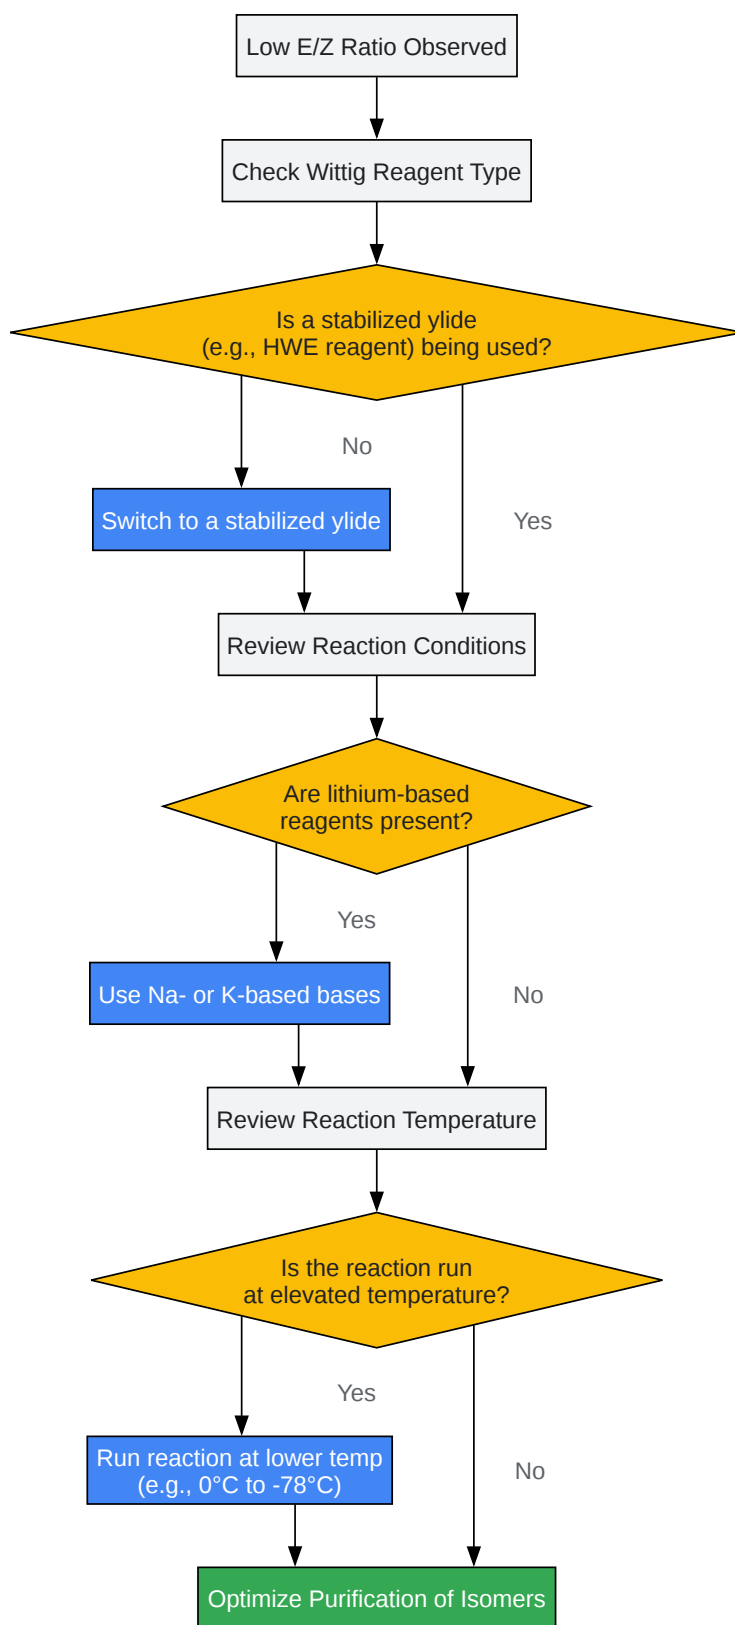 Low E/Z Ratio Observed
Check Wittig Reagent Type
Is a stabilized ylide
(e.g., HWE reagent) being used?
No
Switch to a stabilized ylide
Yes
Review Reaction Conditions
Are lithium-based
reagents present?
Yes
Use Na- or K-based bases
No
Review Reaction Temperature
Is the reaction run
at elevated temperature?
Yes
Run reaction at lower temp
(e.g., 0°C to -78°C)
No
Optimize Purification of Isomers